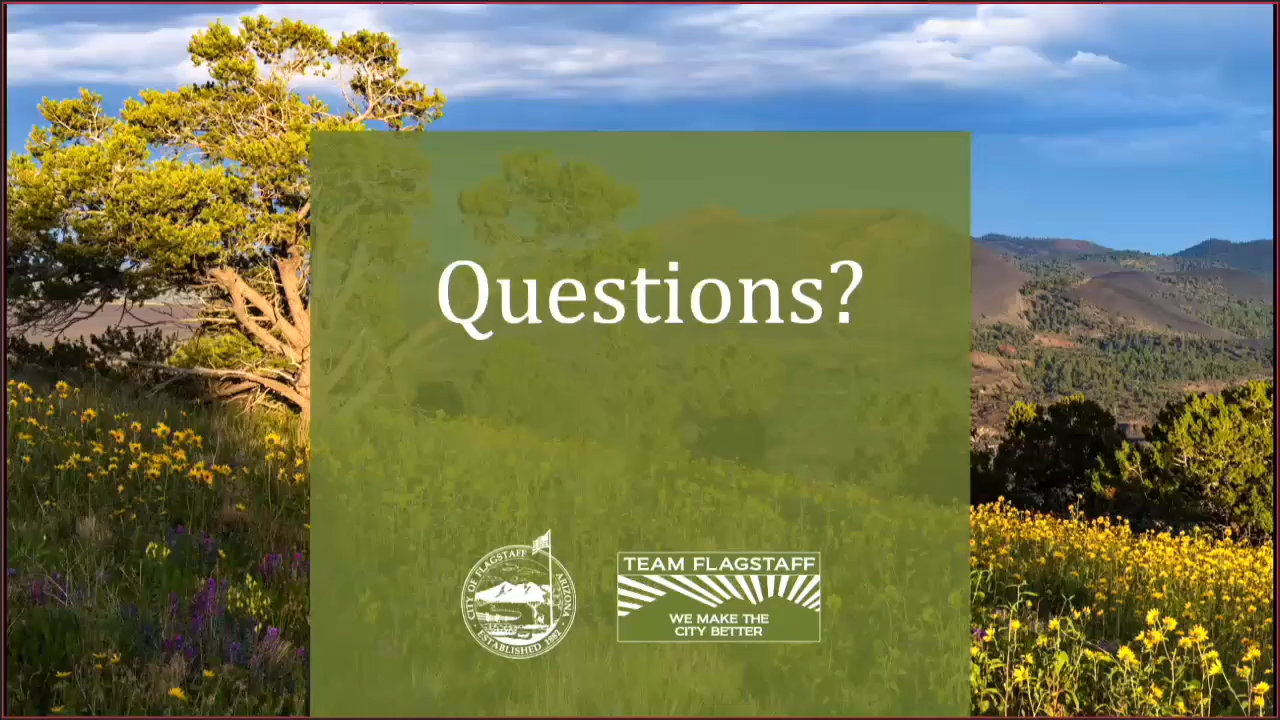 Questions?
CITY OF FLAGSTAFF ARIZONA
ESTABLISHED 1882
TEAM FLAGSTAFF
WE MAKE THE
CITY BETTER